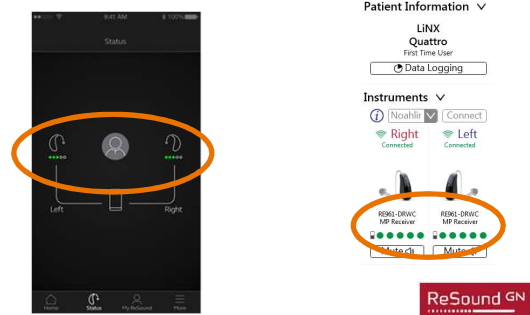 9:41 AM
100%
Status
Left
Right
Home
Status
My ReSound
More
Patient Information
LiNX
Quattro
First Time User
Data Logging
Instruments
i Noahlin Connect
Right Left
Connected Connected
RE961-DRWC RE961-DRWC
MP Receiver MP Receiver
Mute Mute
ReSound GN